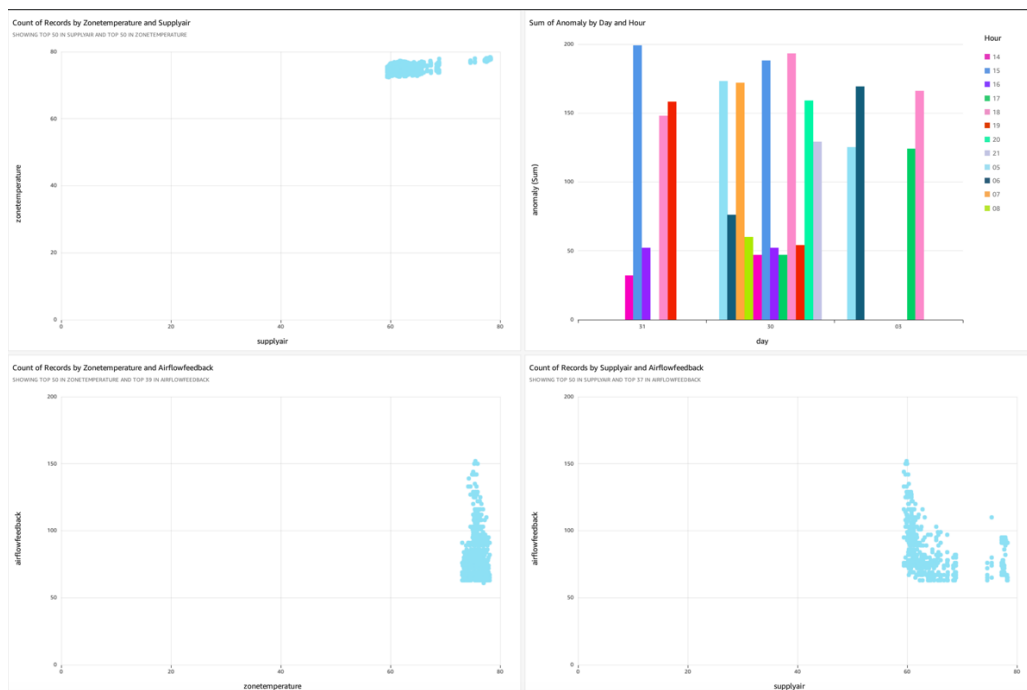 Count of Records by Zonetemperature and Supplyair
SHOWING TOP 50 IN SUPPLYAIR AND TOP 50 IN ZONETEMPERATURE
80
60
40
20
0
zonetemperature
0 20 40 60 80
supplyair
Sum of Anomaly by Day and Hour
200
150
100
50
0
anomaly (Sum)
31 30 03
day
Hour
14
15
16
17
18
19
20
21
05
06
07
08
Count of Records by Zonetemperature and Airflowfeedback
SHOWING TOP 50 IN ZONETEMPERATURE AND TOP 39 IN AIRFLOWFEEDBACK
200
150
100
50
0
airflowfeedback
0 20 40 60 80
zonetemperature
Count of Records by Supplyair and Airflowfeedback
SHOWING TOP 50 IN SUPPLYAIR AND TOP 37 IN AIRFLOWFEEDBACK
200
150
100
50
0
airflowfeedback
0 20 40 60 80
supplyair